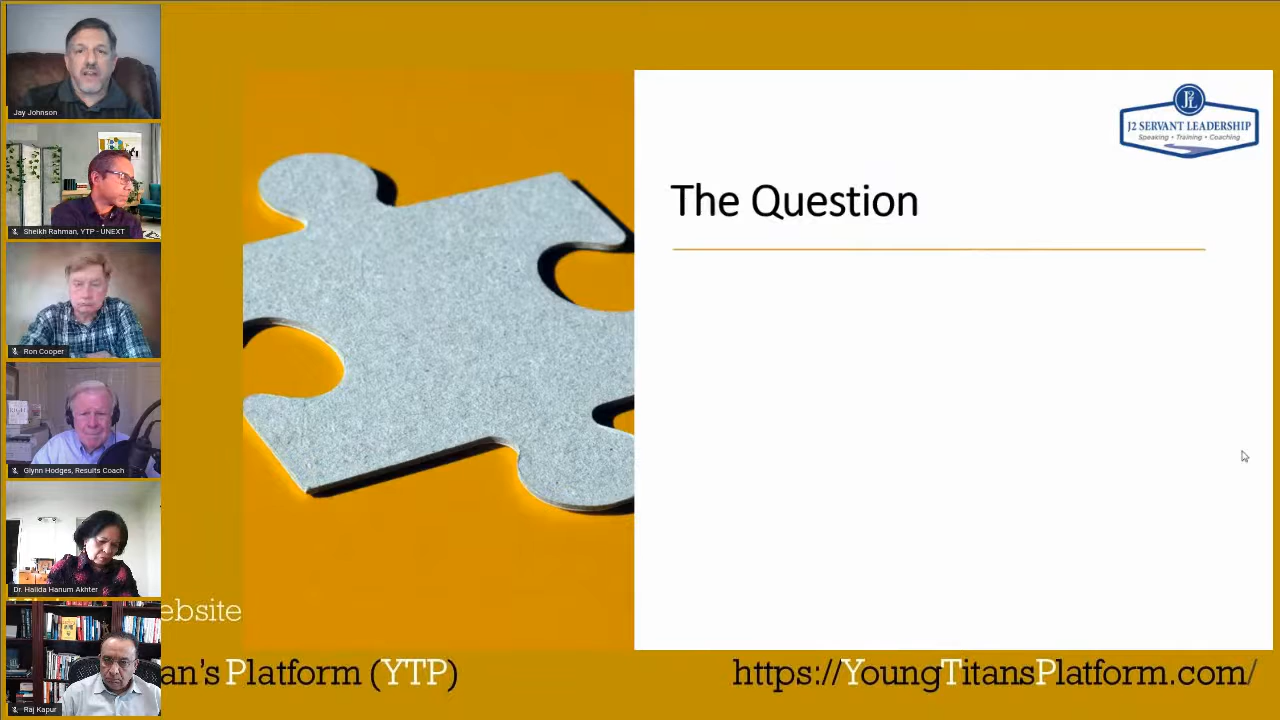 Jay Johnson
Sheikh Rahman, YTP - UNEXT
Ron Cooper
Glynn Hodges, Results Coach
Dr. Halida Hanum Akhter
Raj Kapur
J2 SERVANT LEADERSHIP
Speaking • Training • Coaching
The Question
ebsite
an's Platform (YTP)
https://YoungTitansPlatform.com/